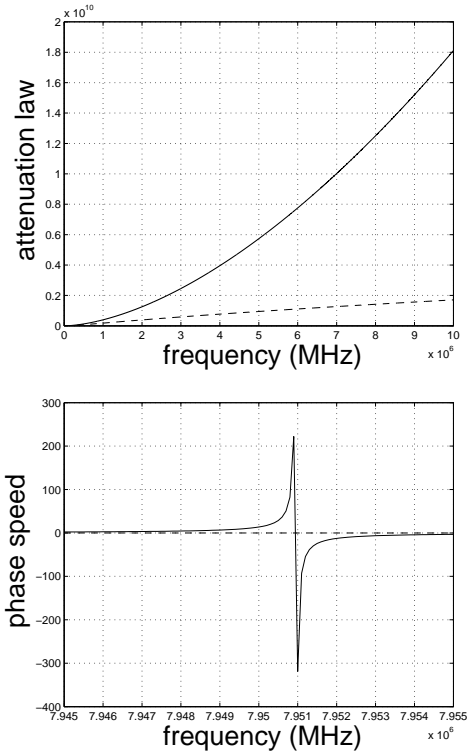 x 10^10
2
1.8
1.6
1.4
1.2
1
0.8
0.6
0.4
0.2
0
attenuation law
0 1 2 3 4 5 6 7 8 9 10
x 10^6
frequency (MHz)
300
200
100
0
−100
−200
−300
−400
phase speed
7.945 7.946 7.947 7.948 7.949 7.95 7.951 7.952 7.953 7.954 7.955
x 10^6
frequency (MHz)